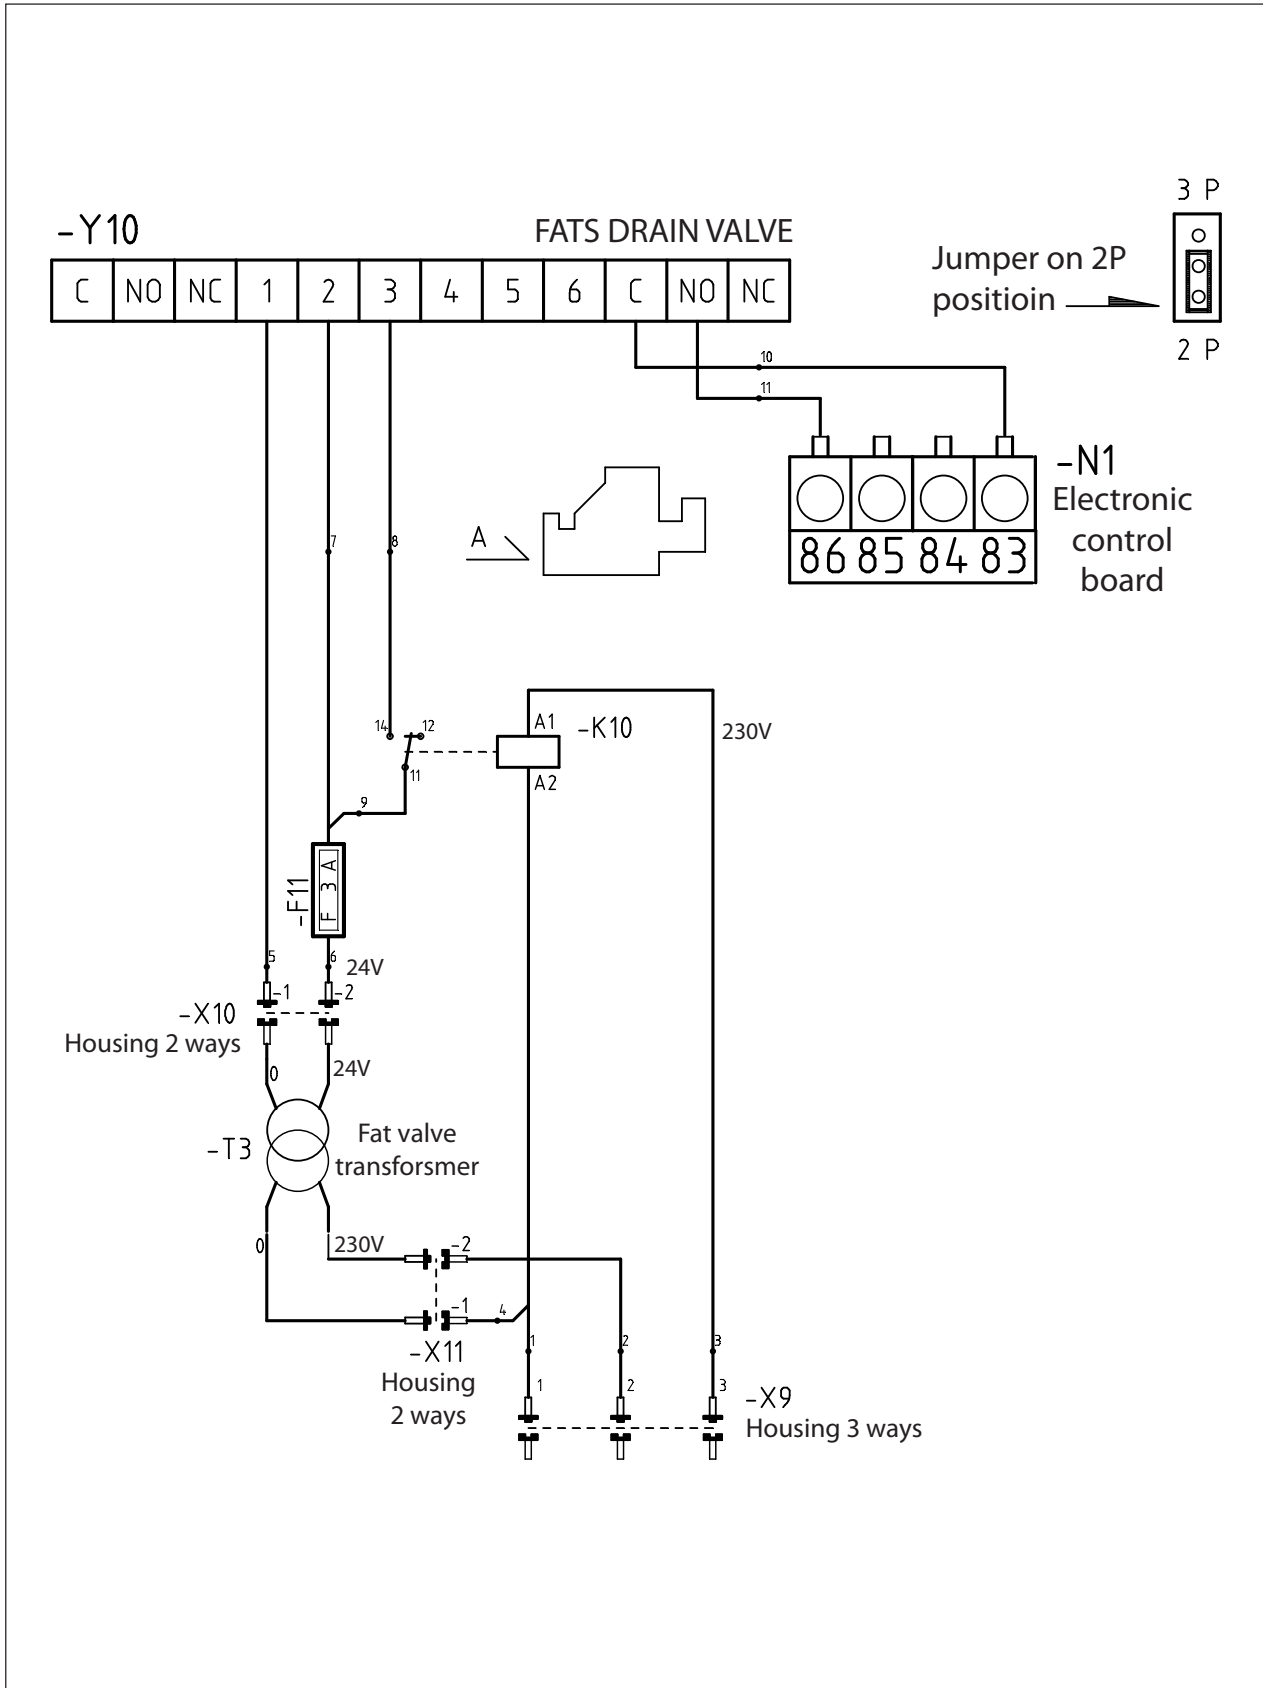 3 P
-Y10 FATS DRAIN VALVE
Jumper on 2P
positioin
C NO NC 1 2 3 4 5 6 C NO NC
2 P
10
11
-N1
Electronic
control
board
86 85 84 83
A
7 8
14 12
11
A1
-K10
A2
230V
9
-F11
F 3 A
5 6
24V
-1 -2
-X10
Housing 2 ways
0 24V
-T3
Fat valve
transforsmer
0 230V
-2
-1 4
-X11
Housing
2 ways
1 2 3
1 2 3
-X9
Housing 3 ways